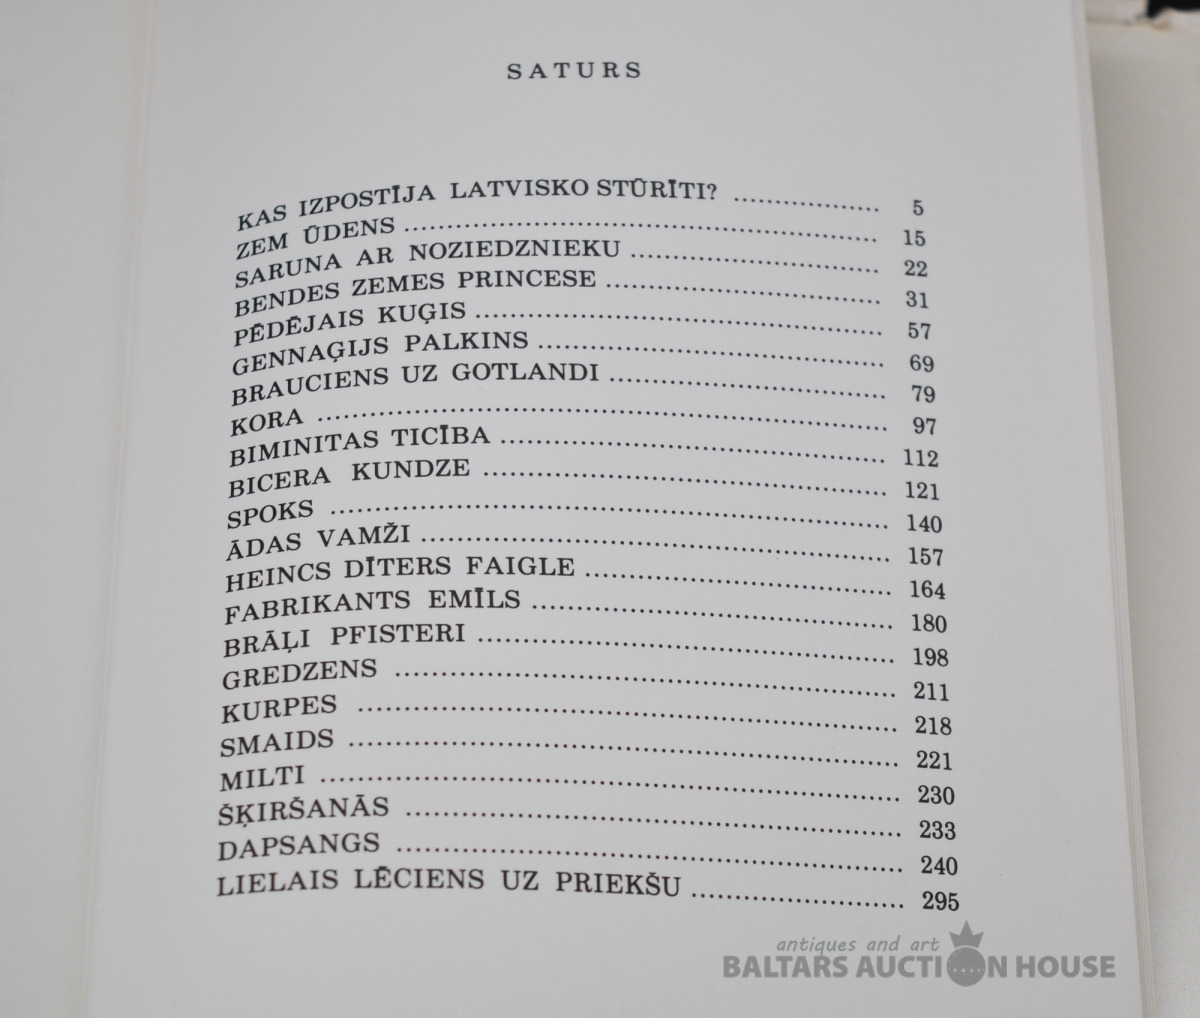 SATURS
KAS IZPOSTĪJA LATVISKO STŪRĪTI? 5
ZEM ŪDENS 15
SARUNA AR NOZIEDZNIEKU 22
BENDES ZEMES PRINCESE 31
PĒDĒJAIS KUĢIS 57
GENNAĢIJS PALKINS 69
BRAUCIENS UZ GOTLANDI 79
KORA 97
BIMINITAS TICĪBA 112
BICERA KUNDZE 121
SPOKS 140
ĀDAS VAMŽI 157
HEINCS DĪTERS FAIGLE 164
FABRIKANTS EMĪLS 180
BRĀĻI PFISTERI 198
GREDZENS 211
KURPES 218
SMAIDS 221
MILTI 230
ŠĶIRŠANĀS 233
DAPSANGS 240
LIELAIS LĒCIENS UZ PRIEKŠU 295
antiques and art
BALTARS AUCTION HOUSE